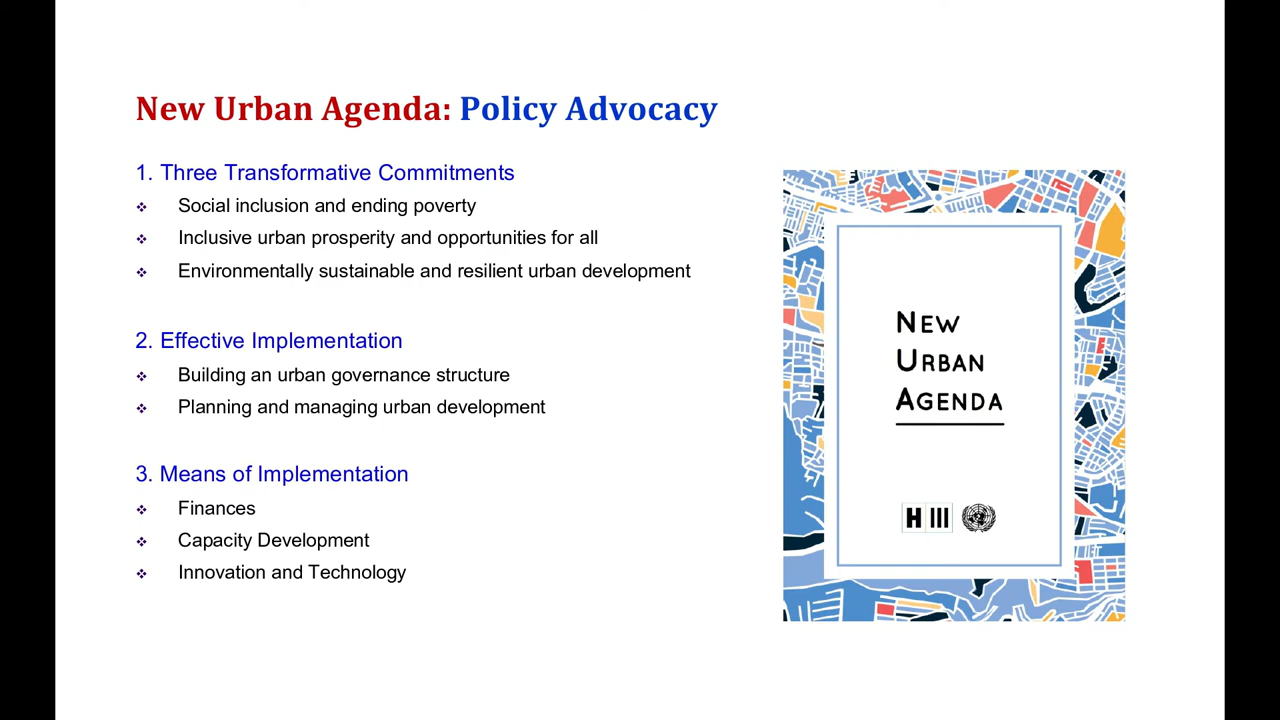 New Urban Agenda: Policy Advocacy
1. Three Transformative Commitments
❖ Social inclusion and ending poverty
❖ Inclusive urban prosperity and opportunities for all
❖ Environmentally sustainable and resilient urban development
2. Effective Implementation
❖ Building an urban governance structure
❖ Planning and managing urban development
3. Means of Implementation
❖ Finances
❖ Capacity Development
❖ Innovation and Technology
NEW
URBAN
AGENDA
H III